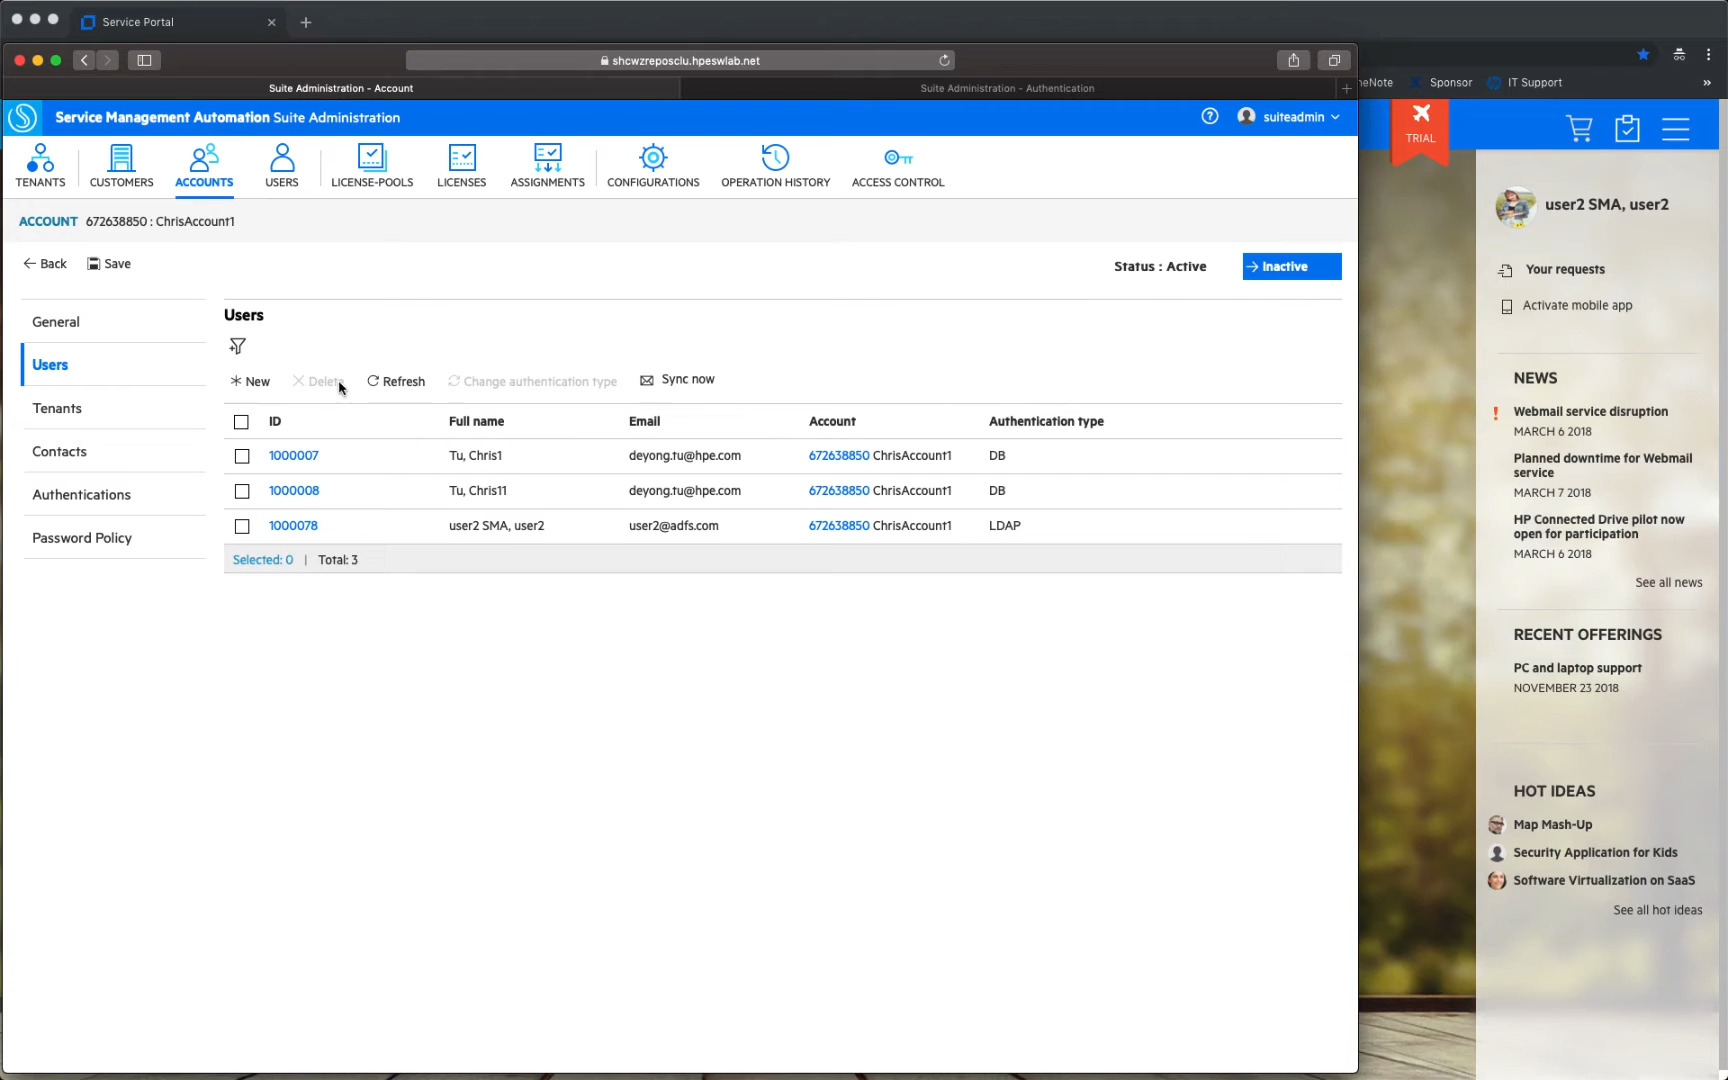 Service Portal
shcwzreposclu.hpeswlab.net
Suite Administration - Account
Suite Administration - Authentication
Sponsor
IT Support
Service Management Automation Suite Administration
suiteadmin
TRIAL
TENANTS
CUSTOMERS
ACCOUNTS
USERS
LICENSE-POOLS
LICENSES
ASSIGNMENTS
CONFIGURATIONS
OPERATION HISTORY
ACCESS CONTROL
ACCOUNT 672638850 : ChrisAccount1
Back
Save
Status : Active
Inactive
General
Users
Tenants
Contacts
Authentications
Password Policy
Users
New
Delete
Refresh
Change authentication type
Sync now
ID Full name Email Account Authentication type
1000007 Tu, Chris1 deyong.tu@hpe.com 672638850 ChrisAccount1 DB
1000008 Tu, Chris11 deyong.tu@hpe.com 672638850 ChrisAccount1 DB
1000078 user2 SMA, user2 user2@adfs.com 672638850 ChrisAccount1 LDAP
Selected: 0 | Total: 3
user2 SMA, user2
Your requests
Activate mobile app
NEWS
Webmail service disruption
MARCH 6 2018
Planned downtime for Webmail
service
MARCH 7 2018
HP Connected Drive pilot now
open for participation
MARCH 6 2018
See all news
RECENT OFFERINGS
PC and laptop support
NOVEMBER 23 2018
HOT IDEAS
Map Mash-Up
Security Application for Kids
Software Virtualization on SaaS
See all hot ideas